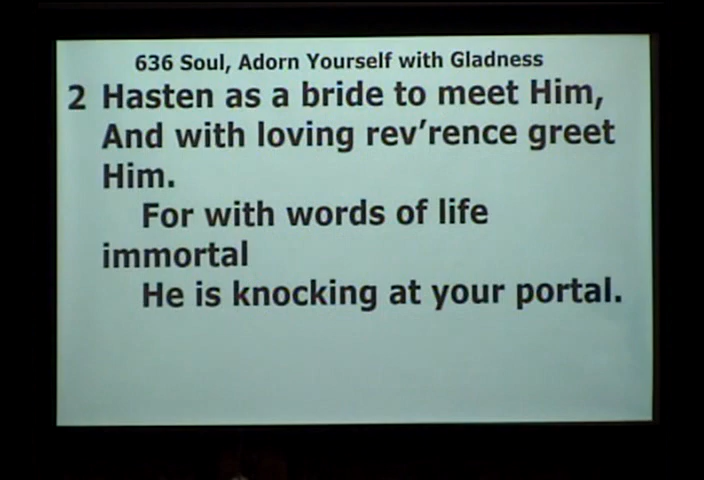 636 Soul, Adorn Yourself with Gladness
2 Hasten as a bride to meet Him,
And with loving rev’rence greet
Him.
For with words of life
immortal
He is knocking at your portal.